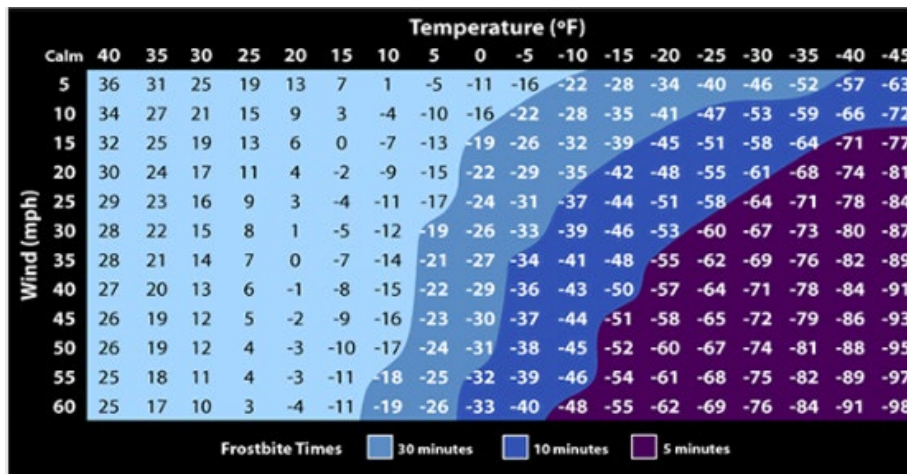 Temperature (ºF)
Calm 40 35 30 25 20 15 10 5 0 -5 -10 -15 -20 -25 -30 -35 -40 -45
Wind (mph)
5 36 31 25 19 13 7 1 -5 -11 -16 -22 -28 -34 -40 -46 -52 -57 -63
10 34 27 21 15 9 3 -4 -10 -16 -22 -28 -35 -41 -47 -53 -59 -66 -72
15 32 25 19 13 6 0 -7 -13 -19 -26 -32 -39 -45 -51 -58 -64 -71 -77
20 30 24 17 11 4 -2 -9 -15 -22 -29 -35 -42 -48 -55 -61 -68 -74 -81
25 29 23 16 9 3 -4 -11 -17 -24 -31 -37 -44 -51 -58 -64 -71 -78 -84
30 28 22 15 8 1 -5 -12 -19 -26 -33 -39 -46 -53 -60 -67 -73 -80 -87
35 28 21 14 7 0 -7 -14 -21 -27 -34 -41 -48 -55 -62 -69 -76 -82 -89
40 27 20 13 6 -1 -8 -15 -22 -29 -36 -43 -50 -57 -64 -71 -78 -84 -91
45 26 19 12 5 -2 -9 -16 -23 -30 -37 -44 -51 -58 -65 -72 -79 -86 -93
50 26 19 12 4 -3 -10 -17 -24 -31 -38 -45 -52 -60 -67 -74 -81 -88 -95
55 25 18 11 4 -3 -11 -18 -25 -32 -39 -46 -54 -61 -68 -75 -82 -89 -97
60 25 17 10 3 -4 -11 -19 -26 -33 -40 -48 -55 -62 -69 -76 -84 -91 -98
Frostbite Times 30 minutes 10 minutes 5 minutes